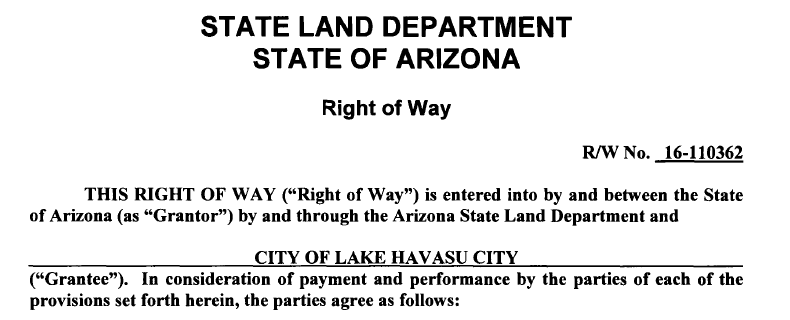 STATE LAND DEPARTMENT
STATE OF ARIZONA
Right of Way
R/W No. 16-110362
THIS RIGHT OF WAY (“Right of Way”) is entered into by and between the State
of Arizona (as “Grantor”) by and through the Arizona State Land Department and
CITY OF LAKE HAVASU CITY
(“Grantee”). In consideration of payment and performance by the parties of each of the
provisions set forth herein, the parties agree as follows: